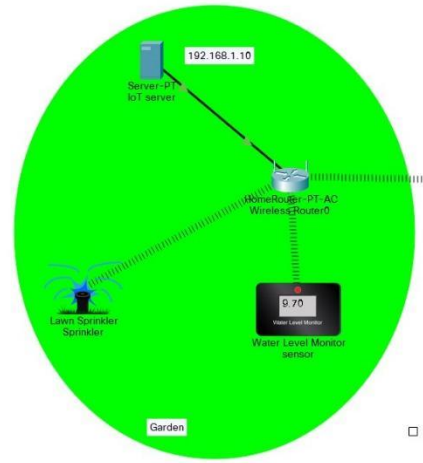 192.168.1.10
Server-PT
IoT server
HomeRouter-PT-AC
Wireless Router0
9.70
Water Level Monitor
Lawn Sprinkler
Sprinkler
Water Level Monitor
sensor
Garden